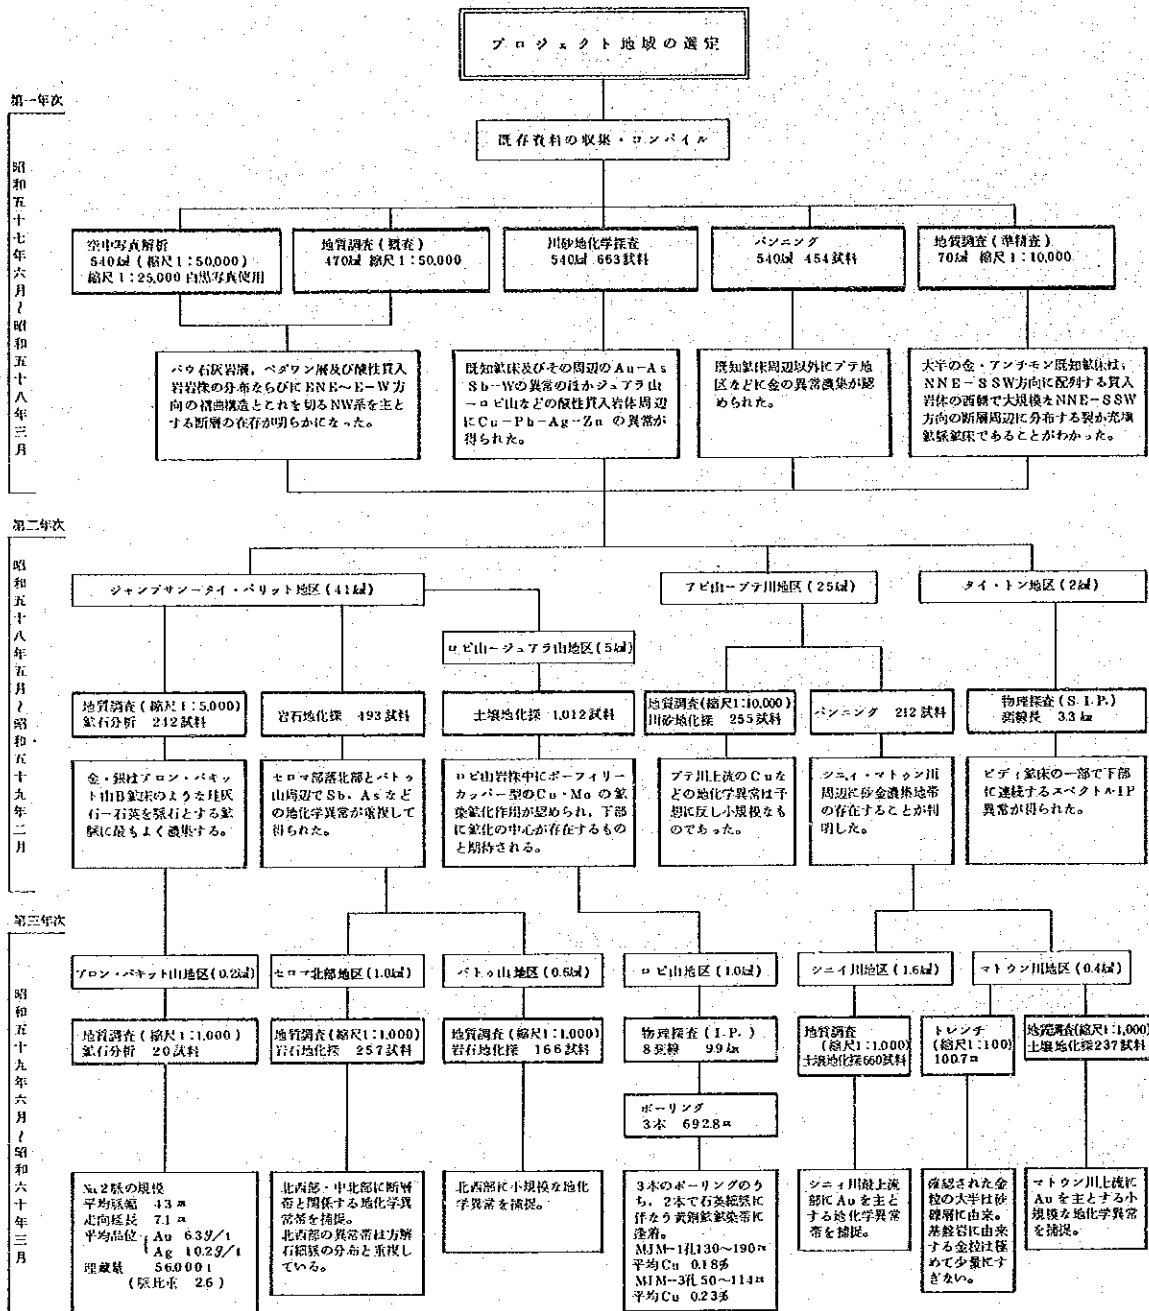 プロジェクト地域の選定
第一年次
昭和五十七年六月～昭和五十八年三月
既存資料の収集・コンパイル
空中写真解析
540㎢(縮尺1:50,000)
縮尺1:25,000白黒写真使用
地質調査(概査)
470㎢ 縮尺1:50,000
川砂地化学探査
540㎢ 663試料
パンニング
540㎢ 454試料
地質調査(準精査)
70㎢ 縮尺1:10,000
バウ石灰岩層,ペダワン層及び酸性貫入
岩岩株の分布ならびにENE～E-W方
向の褶曲構造とこれを切るNW系を主と
する断層の存在が明らかになった。
既知鉱床及びその周辺のAu-As
Sb-Wの異常のほかジュアラ山
-ロビ山などの酸性貫入岩体周辺
にCu-Pb-Ag-Znの異常が
得られた。
既知鉱床周辺以外にプテ地
区などに金の異常濃集が認
められた。
大半の金・アンチモン既知鉱床は,
NNE-SSW方向に配列する貫入
岩体の西側で大規模なNNE-SSW
方向の断層周辺に分布する裂か充填
鉱脈鉱床であることがわかった。
第二年次
昭和五十八年五月～昭和五十九年二月
ジャンブサン-タイ・パリット地区(41㎢)
アピ山-プテ川地区(25㎢)
タイ・トン地区(2㎢)
ロビ山-ジュアラ山地区(5㎢)
地質調査(縮尺1:5,000)
鉱石分析 242試料
岩石地化探 493試料
土壌地化探 1,012試料
地質調査(縮尺1:10,000)
川砂地化探 255試料
パンニング 212試料
物理探査(S.I.P.)
測線長 3.3km
金・銀はブロン・バキッ
ト山B鉱床のような珪灰
石-石英を脈石とする鉱
脈に最もよく濃集する。
セロマ部落北部とバトゥ
山周辺でSb,Asなど
の地化学異常が重複して
得られた。
ロビ山岩株中にポーフィリー
カッパー型のCu・Moの鉱
染鉱化作用が認められ,下部
に鉱化の中心が存在するもの
と期待される。
プテ川上流のCuな
どの地化学異常は予
想に反し小規模なも
のであった。
シニイ・マトゥン川
周辺に砂金濃集地帯
の存在することが判
明した。
ビディ鉱床の一部で下部
に連続するスペクトルIP
異常が得られた。
第三年次
昭和五十九年六月～昭和六十年三月
ブロン・バキット山地区(0.2㎢)
セロマ北部地区(1.0㎢)
バトゥ山地区(0.6㎢)
ロビ山地区(1.0㎢)
シニイ川地区(1.6㎢)
マトゥン川地区(0.4㎢)
地質調査(縮尺1:1,000)
鉱石分析 20試料
地質調査(縮尺1:1,000)
岩石地化探 257試料
地質調査(縮尺1:1,000)
岩石地化探 166試料
物理探査(I.P.)
8測線 9.9km
地質調査
(縮尺1:1,000)
土壌地化探660試料
トレンチ
(縮尺1:100)
100.7m
地質調査(縮尺1:1,000)
土壌地化探237試料
ボーリング
3本 692.8m
No.2脈の規模
平均脈幅 4.3m
走向延長 7.1m
平均品位 Au 6.3g/t
Ag 10.2g/t
埋蔵量 56,000t
(脈比重 2.6)
北西部・中北部に断層
帯と関係する地化学異
常帯を捕捉。
北西部の異常帯は方解
石細脈の分布と重複し
ている。
北西部に小規模な地化
学異常を捕捉。
3本のボーリングのう
ち,2本で石英細脈に
伴なう黄銅鉱鉱染帯に
逢着。
MJM-1孔130～190m
平均Cu 0.18%
MJM-3孔50～114m
平均Cu 0.23%
シニイ川最上流
部にAuを主と
する地化学異常
帯を捕捉。
確認された金
粒の大半は砂
礫層に由来。
基盤岩に由来
する金粒は極
めて少量にす
ぎない。
マトゥン川上流に
Auを主とする小
規模な地化学異常
を捕捉。